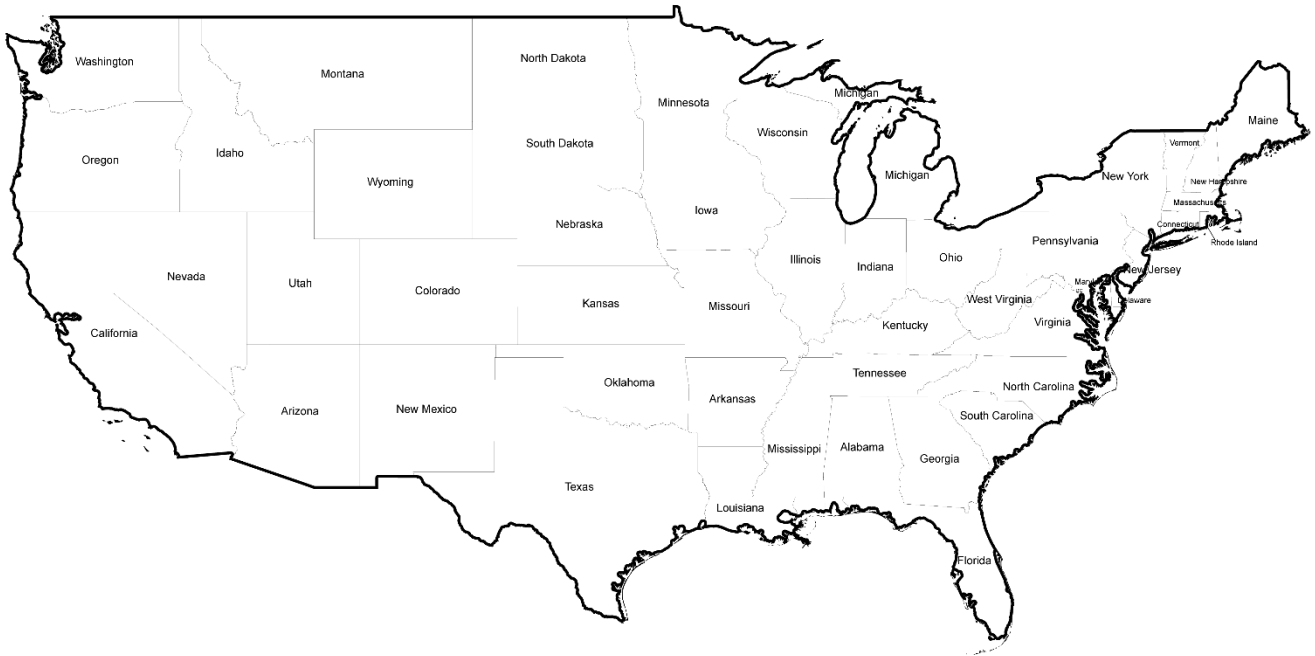 Washington
Montana
North Dakota
Minnesota
Michigan
Maine
Oregon
Idaho
Wyoming
South Dakota
Wisconsin
Michigan
New York
Vermont
New Hampshire
Massachusetts
Connecticut
Rhode Island
Nebraska
Iowa
Pennsylvania
Nevada
Utah
Colorado
Kansas
Illinois
Indiana
Ohio
New Jersey
Delaware
California
Missouri
West Virginia
Virginia
Kentucky
Arizona
New Mexico
Oklahoma
Arkansas
Tennessee
North Carolina
South Carolina
Texas
Louisiana
Mississippi
Alabama
Georgia
Florida